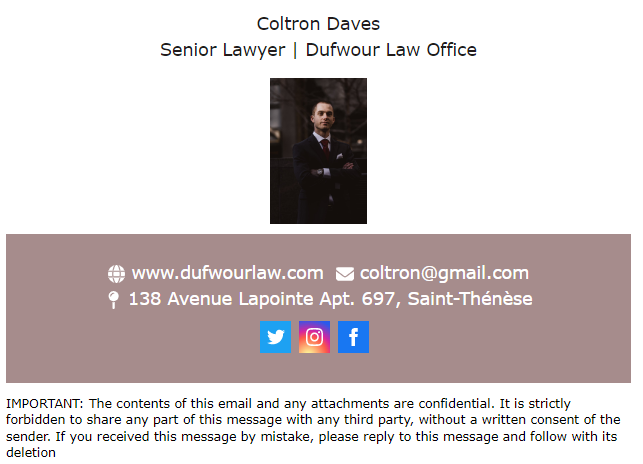 Coltron Daves
Senior Lawyer | Dufwour Law Office
www.dufwourlaw.com coltron@gmail.com
138 Avenue Lapointe Apt. 697, Saint-Thénèse
IMPORTANT: The contents of this email and any attachments are confidential. It is strictly
forbidden to share any part of this message with any third party, without a written consent of the
sender. If you received this message by mistake, please reply to this message and follow with its
deletion